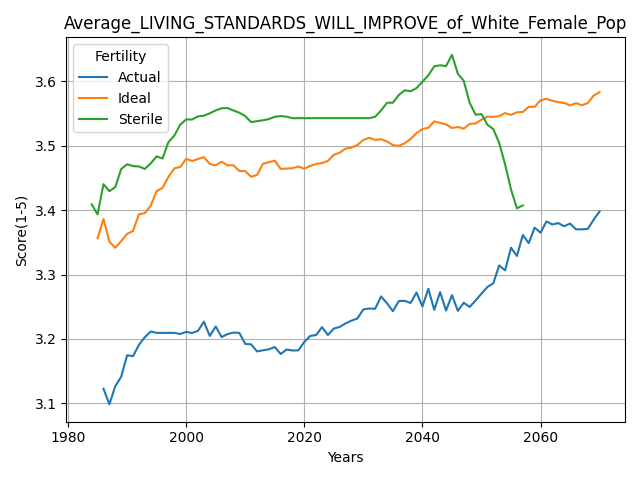 Average_LIVING_STANDARDS_WILL_IMPROVE_of_White_Female_Pop
Fertility
Actual
Ideal
Sterile
Score(1-5)
3.6
3.5
3.4
3.3
3.2
3.1
1980
2000
2020
2040
2060
Years